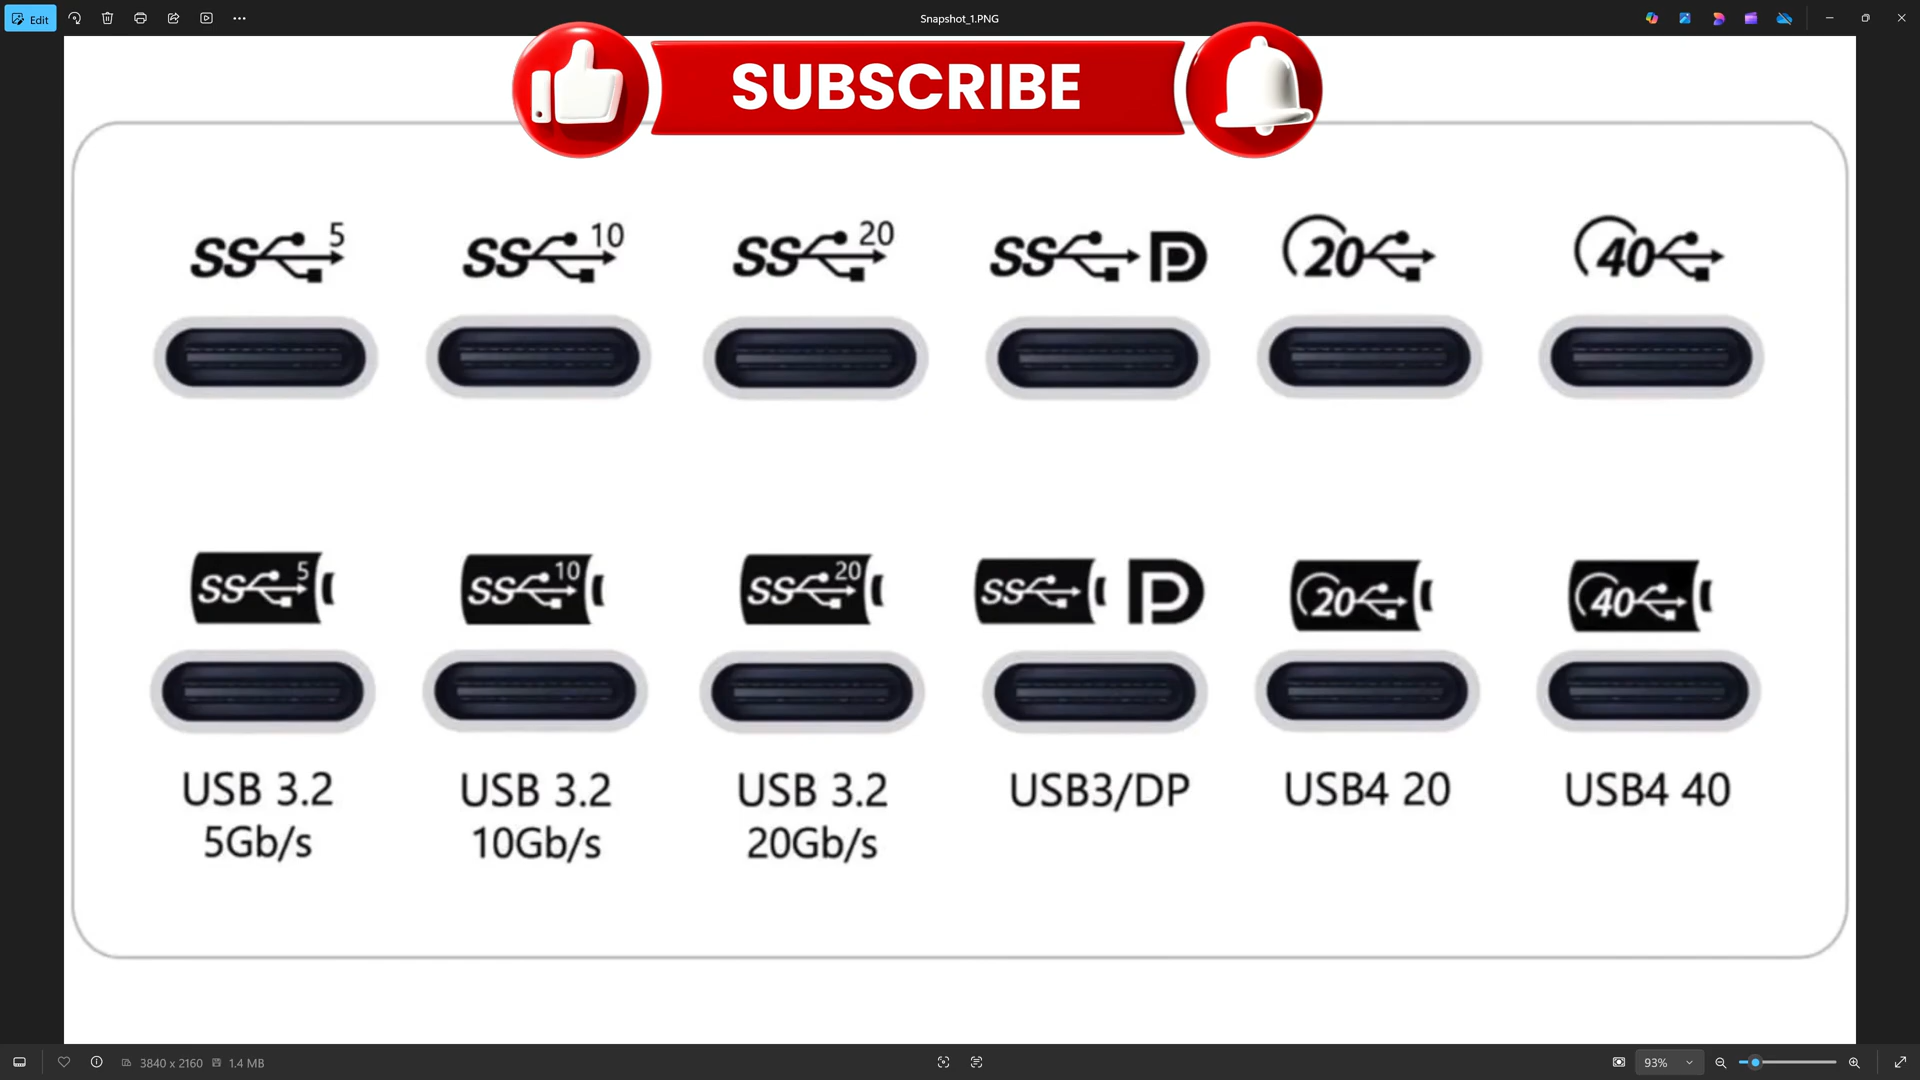 Edit
Snapshot_1.PNG
SUBSCRIBE
SS 5
SS 10
SS 20
SS D
20
40
SS 5
SS 10
SS 20
SS D
20
40
USB 3.2
5Gb/s
USB 3.2
10Gb/s
USB 3.2
20Gb/s
USB3/DP
USB4 20
USB4 40
3840 x 2160
1.4 MB
93%